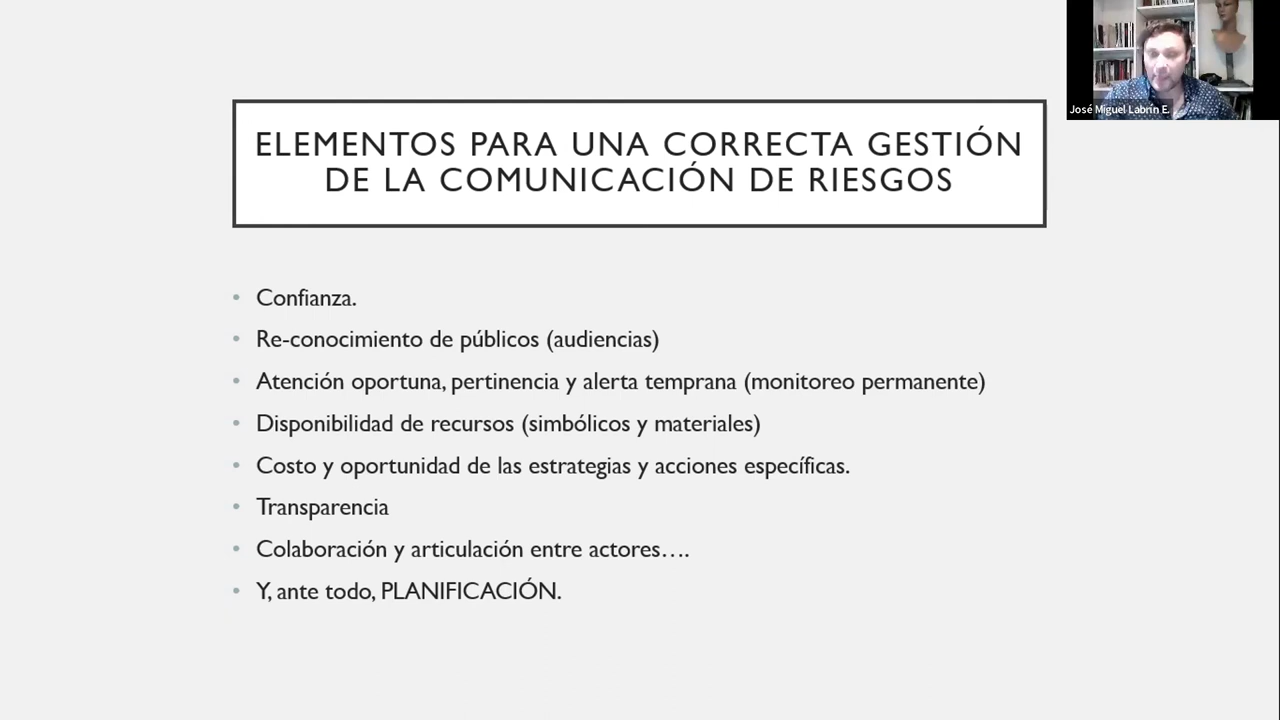 José Miguel Labrín E.
ELEMENTOS PARA UNA CORRECTA GESTIÓN
DE LA COMUNICACIÓN DE RIESGOS
• Confianza.
• Re-conocimiento de públicos (audiencias)
• Atención oportuna, pertinencia y alerta temprana (monitoreo permanente)
• Disponibilidad de recursos (simbólicos y materiales)
• Costo y oportunidad de las estrategias y acciones específicas.
• Transparencia
• Colaboración y articulación entre actores….
• Y, ante todo, PLANIFICACIÓN.